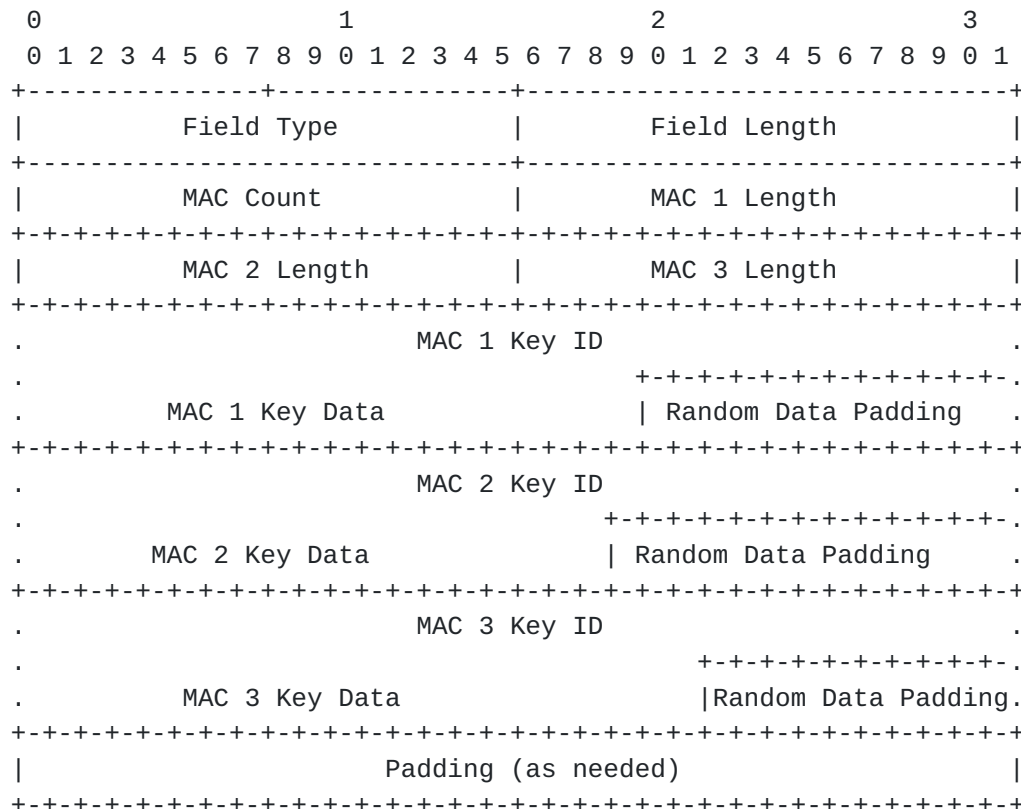 0                   1                   2                   3
 0 1 2 3 4 5 6 7 8 9 0 1 2 3 4 5 6 7 8 9 0 1 2 3 4 5 6 7 8 9 0 1
+---------------+---------------+-------------------------------+
|          Field Type           |        Field Length           |
+-------------------------------+-------------------------------+
|          MAC Count            |        MAC 1 Length           |
+-+-+-+-+-+-+-+-+-+-+-+-+-+-+-+-+-+-+-+-+-+-+-+-+-+-+-+-+-+-+-+-+
|          MAC 2 Length         |        MAC 3 Length           |
+-+-+-+-+-+-+-+-+-+-+-+-+-+-+-+-+-+-+-+-+-+-+-+-+-+-+-+-+-+-+-+-+
.                         MAC 1 Key ID                          .
.                                       +-+-+-+-+-+-+-+-+-+-+-+-.
.         MAC 1 Key Data                | Random Data Padding   .
+-+-+-+-+-+-+-+-+-+-+-+-+-+-+-+-+-+-+-+-+-+-+-+-+-+-+-+-+-+-+-+-+
.                         MAC 2 Key ID                          .
.                                     +-+-+-+-+-+-+-+-+-+-+-+-+-.
.        MAC 2 Key Data               | Random Data Padding     .
+-+-+-+-+-+-+-+-+-+-+-+-+-+-+-+-+-+-+-+-+-+-+-+-+-+-+-+-+-+-+-+-+
.                         MAC 3 Key ID                          .
.                                           +-+-+-+-+-+-+-+-+-+-.
.          MAC 3 Key Data                   |Random Data Padding.
+-+-+-+-+-+-+-+-+-+-+-+-+-+-+-+-+-+-+-+-+-+-+-+-+-+-+-+-+-+-+-+-+
|                       Padding (as needed)                     |
+-+-+-+-+-+-+-+-+-+-+-+-+-+-+-+-+-+-+-+-+-+-+-+-+-+-+-+-+-+-+-+-+